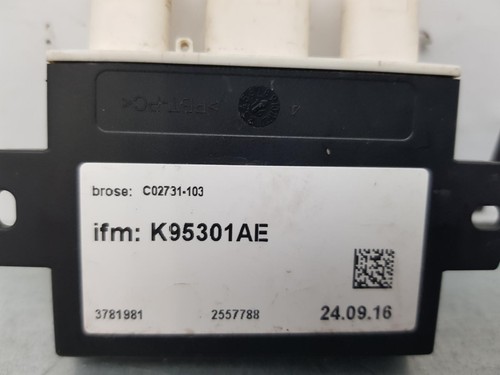 brose: C02731-103
ifm: K95301AE
3781981 2557788 24.09.16